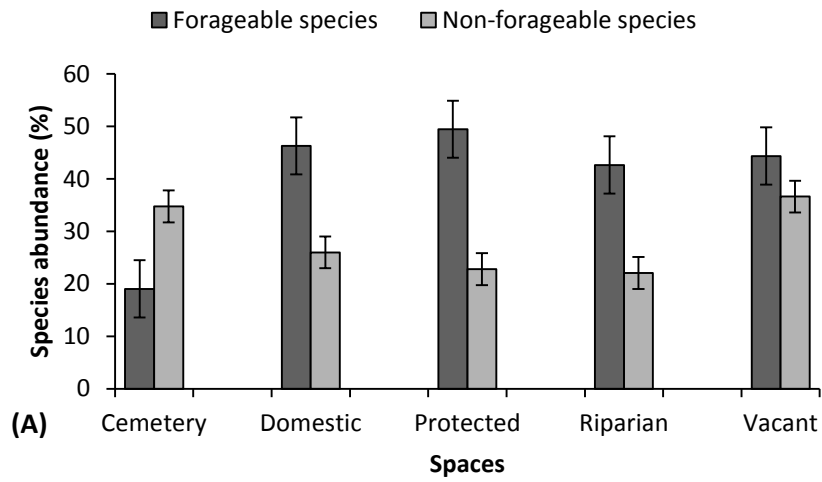 Forageable species Non-forageable species
Species abundance (%)
60
50
40
30
20
10
0
(A) Cemetery Domestic Protected Riparian Vacant
Spaces